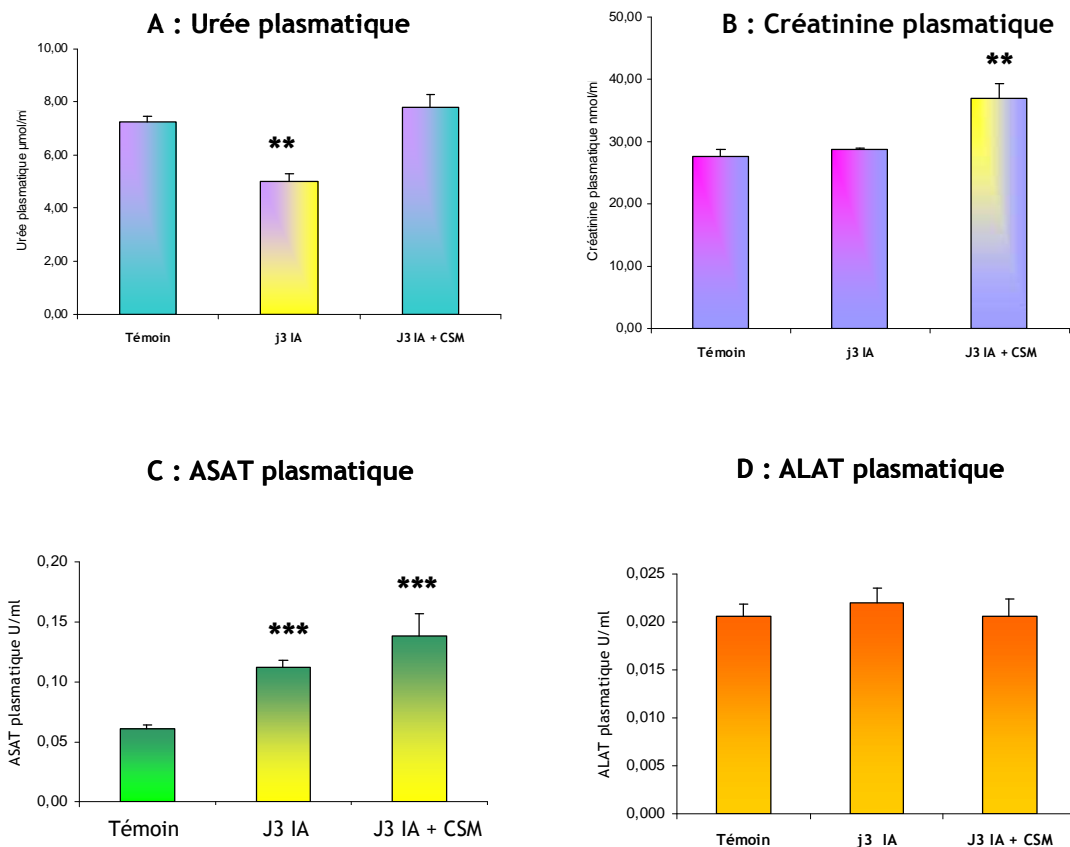 A : Urée plasmatique
Urée plasmatique µmol/m
10,00
8,00
6,00
4,00
2,00
0,00
**
Témoin
j3 IA
J3 IA + CSM
B : Créatinine plasmatique
Créatinine plasmatique nmol/m
50,00
40,00
30,00
20,00
10,00
0,00
**
Témoin
j3 IA
J3 IA + CSM
C : ASAT plasmatique
ASAT plasmatique U/ml
0,20
0,15
0,10
0,05
0,00
***
***
Témoin
J3 IA
J3 IA + CSM
D : ALAT plasmatique
ALAT plasmatique U/ml
0,025
0,020
0,015
0,010
0,005
0,000
Témoin
j3 IA
J3 IA + CSM